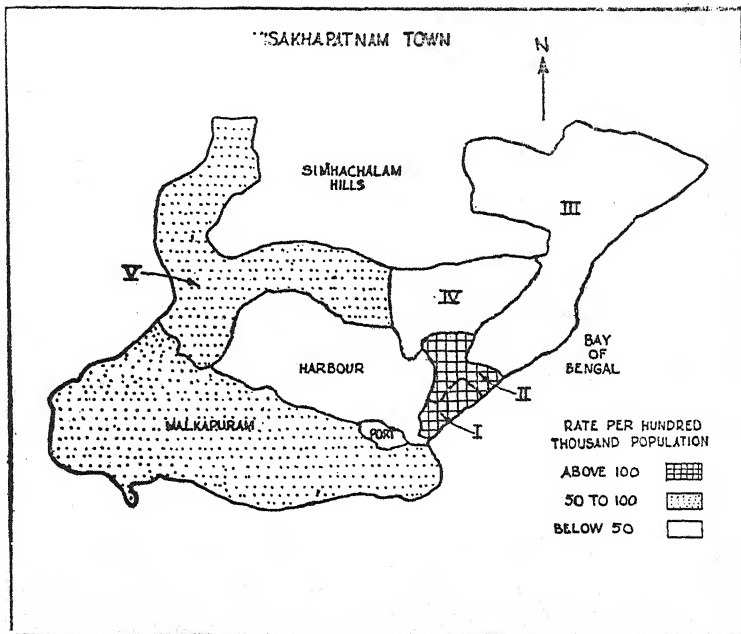 VISAKHAPATNAM TOWN
N
SIMHACHALAM
HILLS
III
V
IV
HARBOUR
BAY
OF
BENGAL
II
MALKAPURAM
PORT
I
RATE PER HUNDRED
THOUSAND POPULATION
ABOVE 100
50 TO 100
BELOW 50